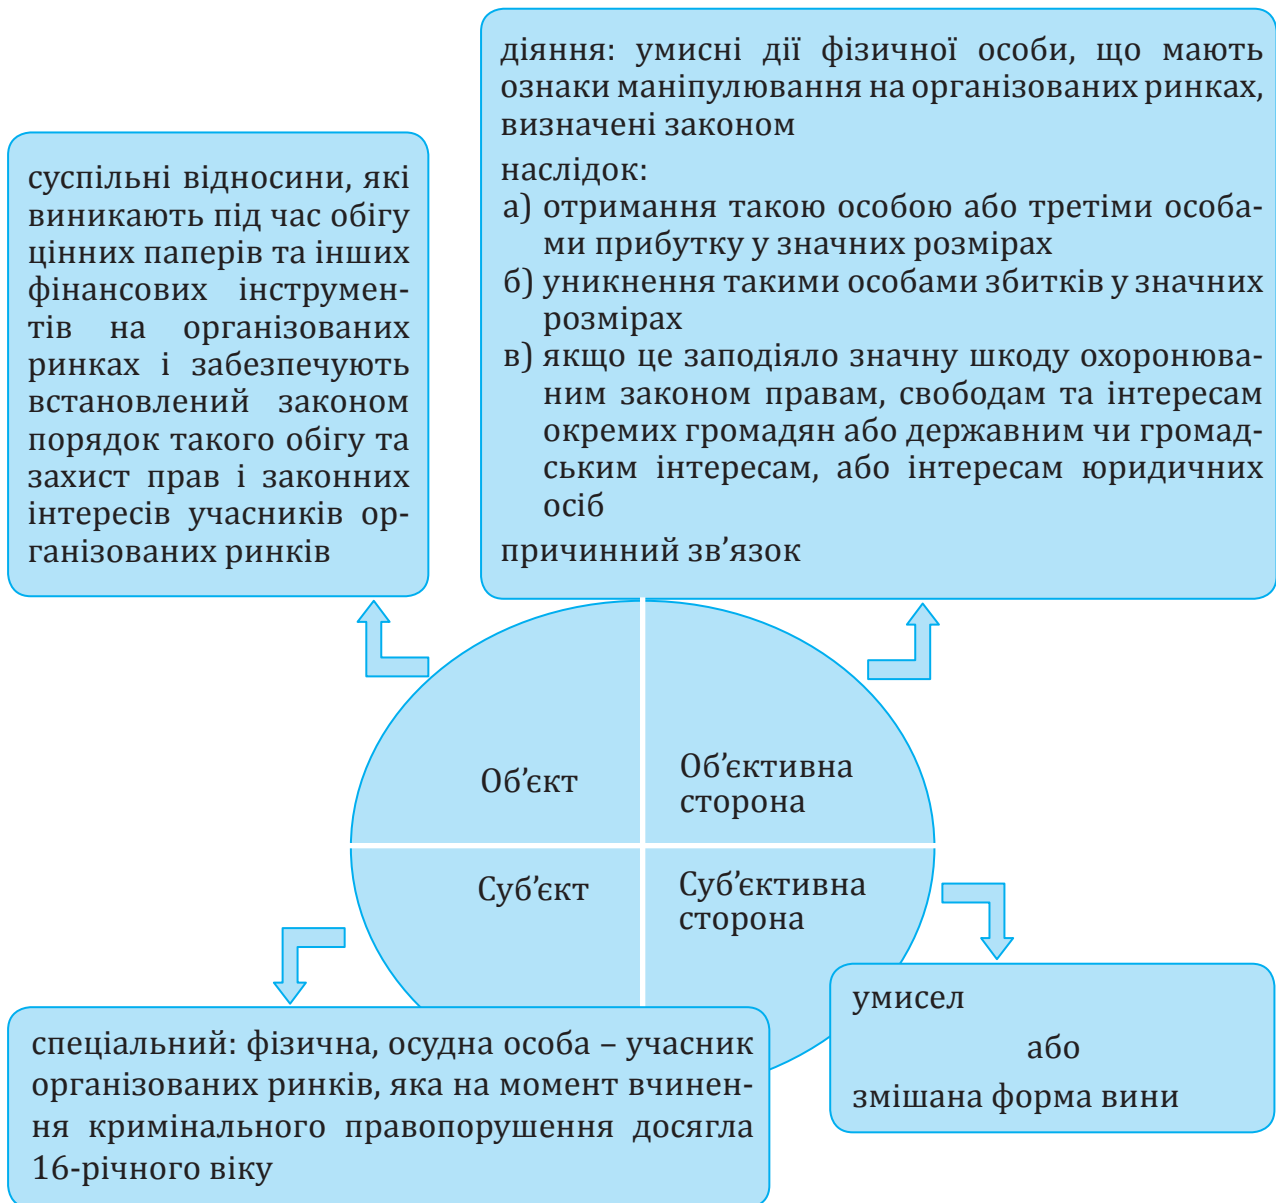 діяння: умисні дії фізичної особи, що мають
ознаки маніпулювання на організованих ринках,
визначені законом
наслідок:
а) отримання такою особою або третіми особа-
ми прибутку у значних розмірах
б) уникнення такими особами збитків у значних
розмірах
в) якщо це заподіяло значну шкоду охоронюва-
ним законом правам, свободам та інтересам
окремих громадян або державним чи громад-
ським інтересам, або інтересам юридичних
осіб
причинний зв’язок
суспільні відносини, які
виникають під час обігу
цінних паперів та інших
фінансових інструмен-
тів на організованих
ринках і забезпечують
встановлений законом
порядок такого обігу та
захист прав і законних
інтересів учасників ор-
ганізованих ринків
Об’єкт
Об’єктивна
сторона
Суб’єкт
Суб’єктивна
сторона
умисел
або
змішана форма вини
спеціальний: фізична, осудна особа – учасник
організованих ринків, яка на момент вчинен-
ня кримінального правопорушення досягла
16-річного віку